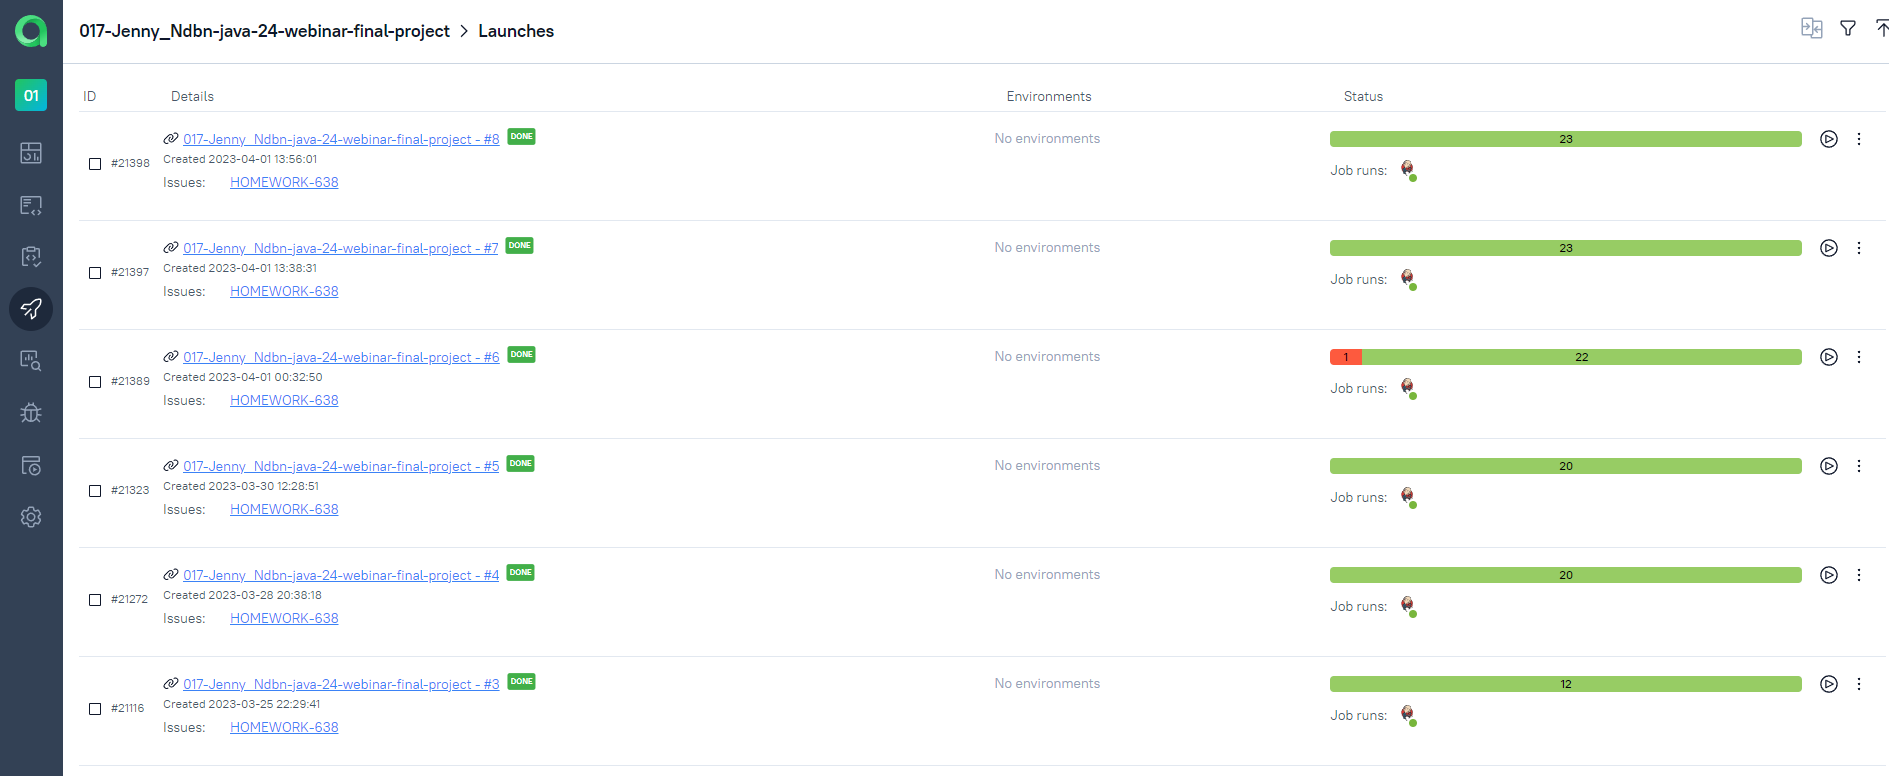 017-Jenny_Ndbn-java-24-webinar-final-project > Launches
01
ID Details Environments Status
017-Jenny_Ndbn-java-24-webinar-final-project - #8 DONE No environments 23
#21398 Created 2023-04-01 13:56:01
Issues: HOMEWORK-638 Job runs:
017-Jenny_Ndbn-java-24-webinar-final-project - #7 DONE No environments 23
#21397 Created 2023-04-01 13:38:31
Issues: HOMEWORK-638 Job runs:
017-Jenny_Ndbn-java-24-webinar-final-project - #6 DONE No environments 1 22
#21389 Created 2023-04-01 00:32:50
Issues: HOMEWORK-638 Job runs:
017-Jenny_Ndbn-java-24-webinar-final-project - #5 DONE No environments 20
#21323 Created 2023-03-30 12:28:51
Issues: HOMEWORK-638 Job runs:
017-Jenny_Ndbn-java-24-webinar-final-project - #4 DONE No environments 20
#21272 Created 2023-03-28 20:38:18
Issues: HOMEWORK-638 Job runs:
017-Jenny_Ndbn-java-24-webinar-final-project - #3 DONE No environments 12
#21116 Created 2023-03-25 22:29:41
Issues: HOMEWORK-638 Job runs: